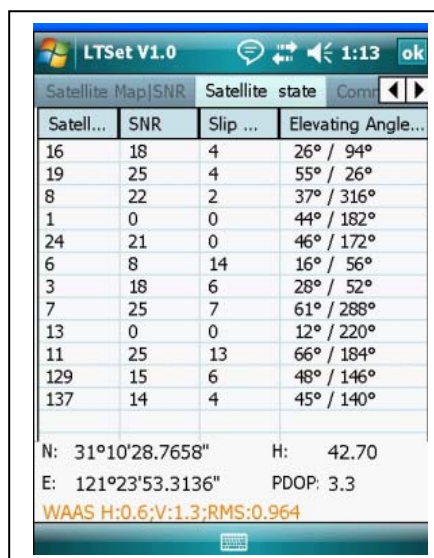 LTSet V1.0 1:13 ok
Satellite Map|SNR Satellite state Comr
Satell... SNR Slip ... Elevating Angle...
16 18 4 26° / 94°
19 25 4 55° / 26°
8 22 2 37° / 316°
1 0 0 44° / 182°
24 21 0 46° / 172°
6 8 14 16° / 56°
3 18 6 28° / 52°
7 25 7 61° / 288°
13 0 0 12° / 220°
11 25 13 66° / 184°
129 15 6 48° / 146°
137 14 4 45° / 140°
N: 31°10'28.7658" H: 42.70
E: 121°23'53.3136" PDOP: 3.3
WAAS H:0.6;V:1.3;RMS:0.964